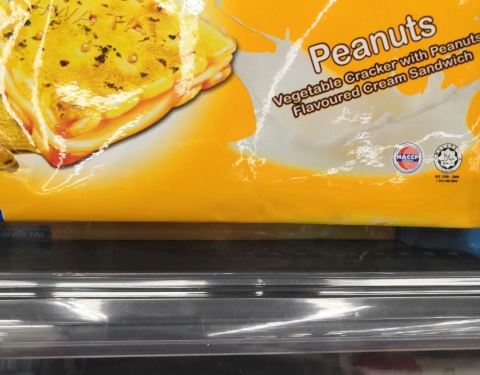 Peanuts
Vegetable Cracker with Peanuts
Flavoured Cream Sandwich
HACCP